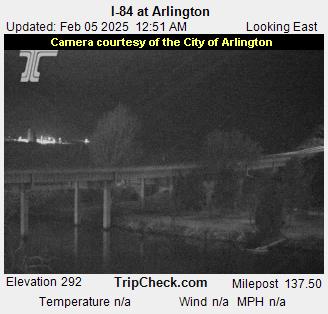 I-84 at Arlington
Updated: Feb 05 2025 12:51 AM Looking East
Camera courtesy of the City of Arlington
Elevation 292 TripCheck.com Milepost 137.50
Temperature n/a Wind n/a MPH n/a